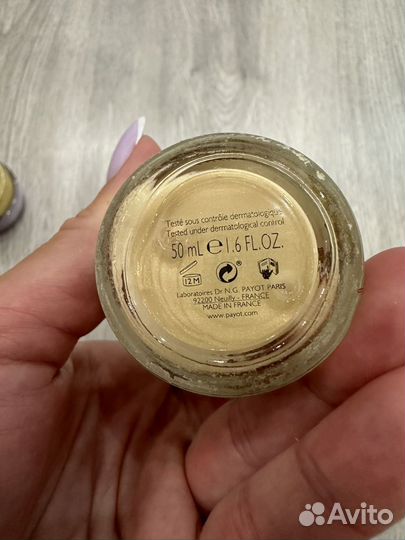 Testé sous contrôle dermatologique
Tested under dermatological control
50 mL ℮ 1.6 FL.OZ.
12 M
Laboratoires Dr N.G. PAYOT PARIS
92200 Neuilly - FRANCE
MADE IN FRANCE
www.payot.com
Avito